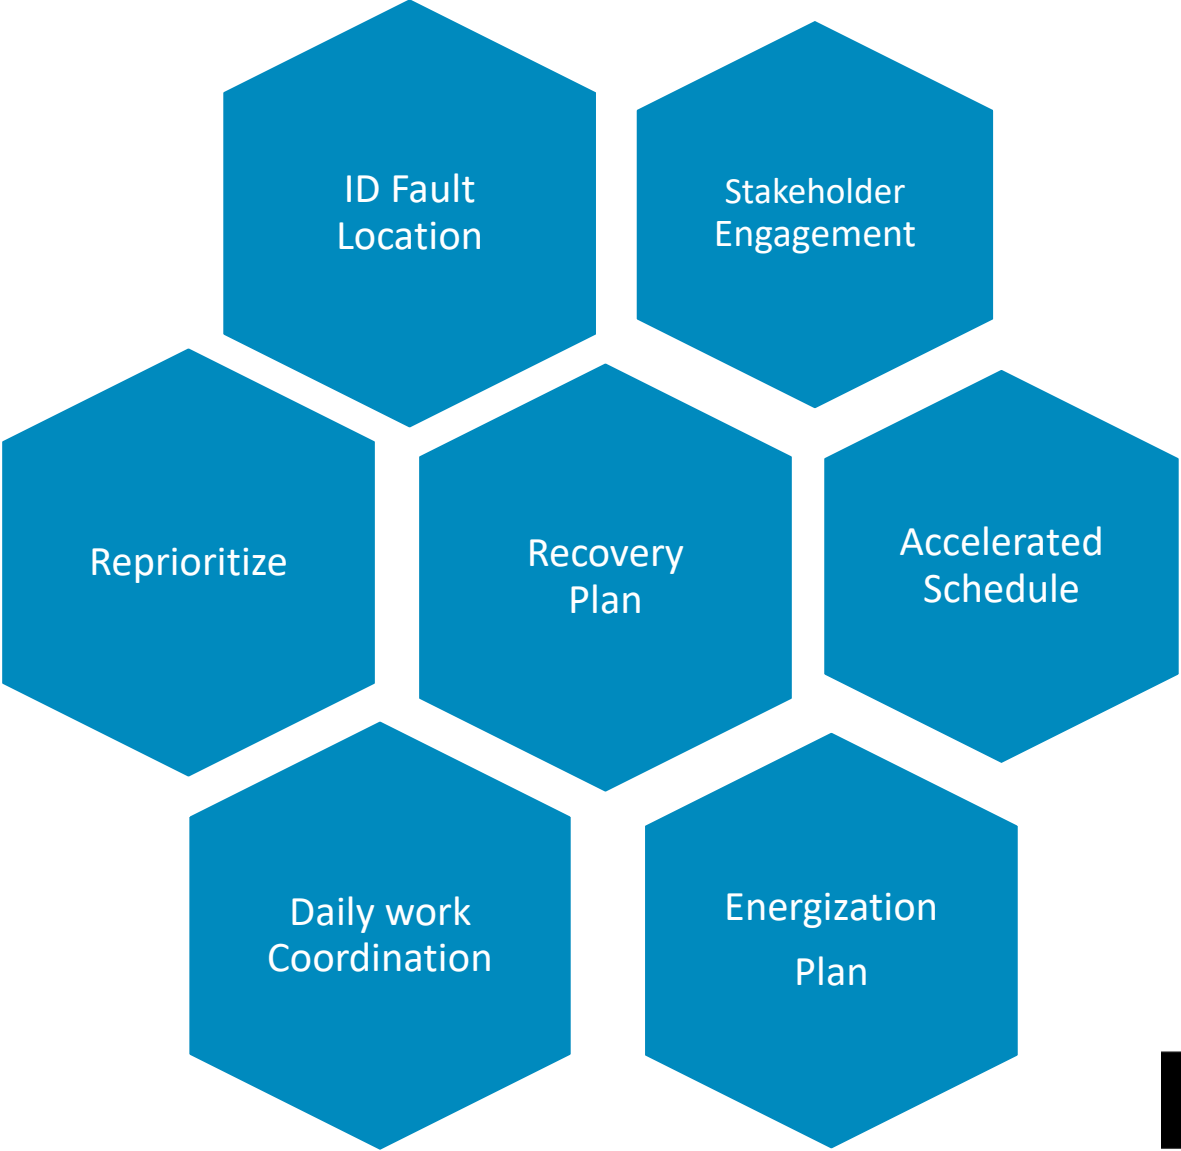 ID Fault
Location
Stakeholder
Engagement
Reprioritize
Recovery
Plan
Accelerated
Schedule
Daily work
Coordination
Energization
Plan